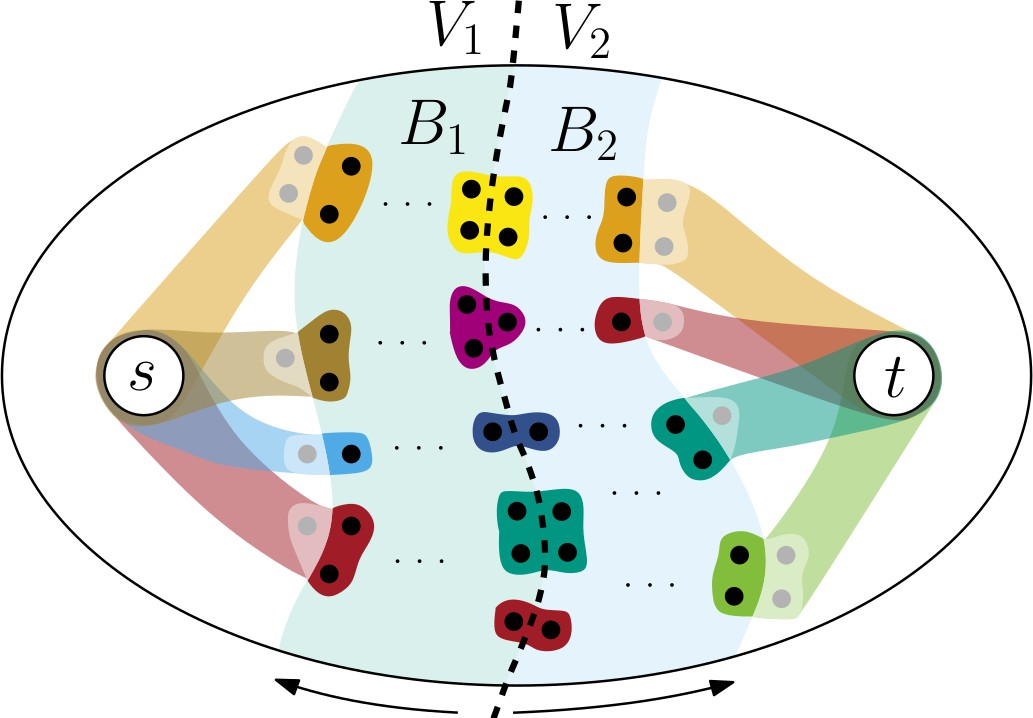 V₁ V₂
B₁ B₂
s t